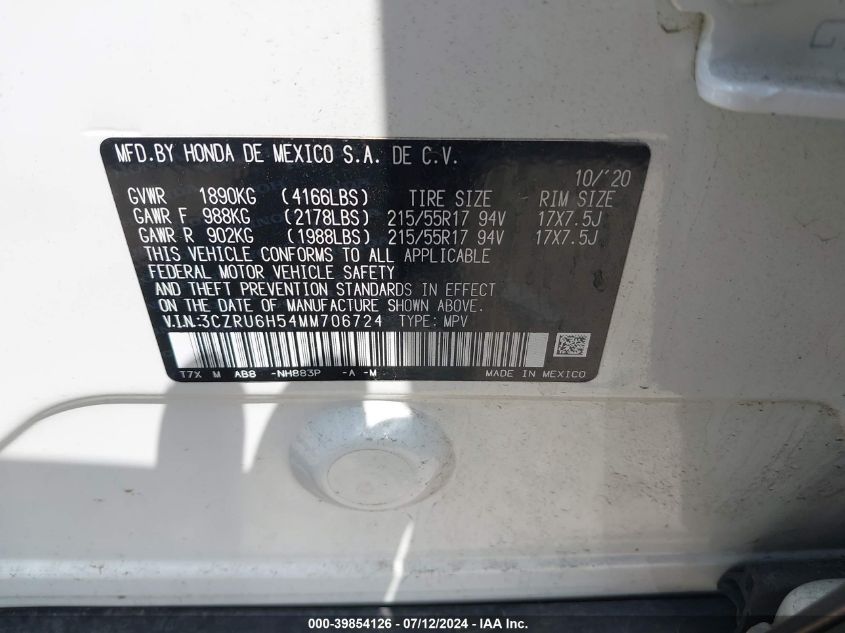 MFD.BY HONDA DE MEXICO S.A. DE C.V.
10/'20
GVWR 1890KG (4166LBS) TIRE SIZE RIM SIZE
GAWR F 988KG (2178LBS) 215/55R17 94V 17X7.5J
GAWR R 902KG (1988LBS) 215/55R17 94V 17X7.5J
THIS VEHICLE CONFORMS TO ALL APPLICABLE
FEDERAL MOTOR VEHICLE SAFETY
AND THEFT PREVENTION STANDARDS IN EFFECT
ON THE DATE OF MANUFACTURE SHOWN ABOVE.
V.I.N:3CZRU6H54MM706724 TYPE: MPV
T7X M ABB -NH883P -A -M MADE IN MEXICO
000-39854126 - 07/12/2024 - IAA Inc.